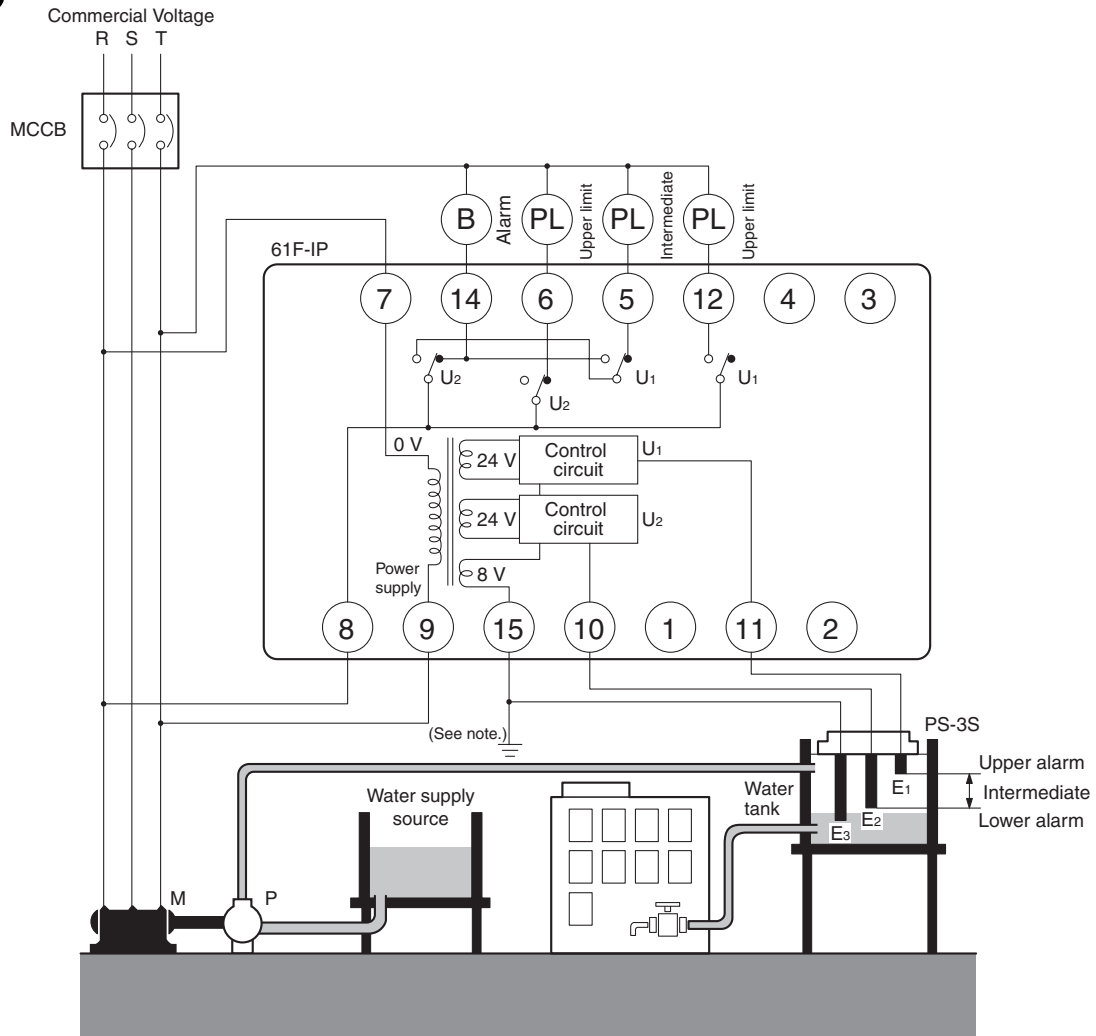 Commercial Voltage
R S T
MCCB
B
Alarm
PL
Upper limit
PL
Intermediate
PL
Upper limit
61F-IP
7
14
6
5
12
4
3
U2
U1
U2
U1
0 V
24 V
Control
circuit
U1
24 V
Control
circuit
U2
8 V
Power
supply
8
9
15
10
1
11
2
(See note.)
PS-3S
Upper alarm
Intermediate
Lower alarm
E1
E2
E3
Water
tank
Water supply
source
M
P